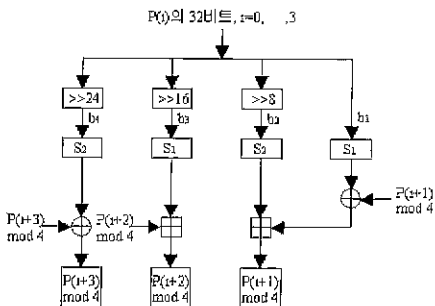 P(i)의 32비트, i=0, ,3
>>24 >>16 >>8
b4 b3 b2 b1
S2 S1 S2 S1
P(i+1) mod 4
P(i+3) mod 4
P(i+2) mod 4
P(i+3) mod 4
P(i+2) mod 4
P(i+1) mod 4